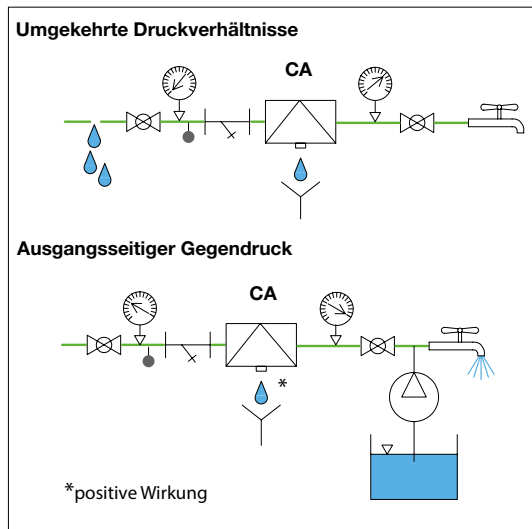 Umgekehrte Druckverhältnisse
CA
Ausgangsseitiger Gegendruck
CA
*
*positive Wirkung